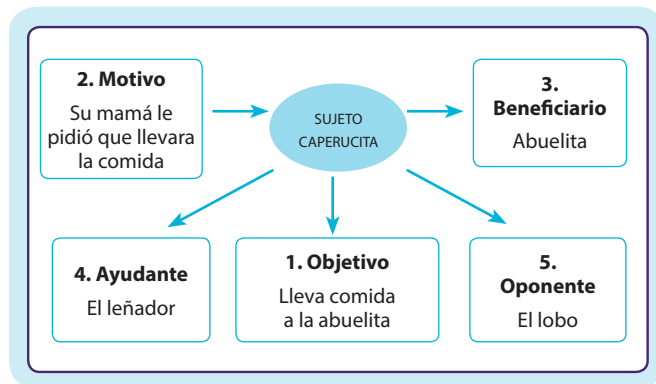 2. Motivo
Su mamá le
pidió que llevara
la comida
SUJETO
CAPERUCITA
3.
Beneficiario
Abuelita
4. Ayudante
El leñador
1. Objetivo
Lleva comida
a la abuelita
5.
Oponente
El lobo